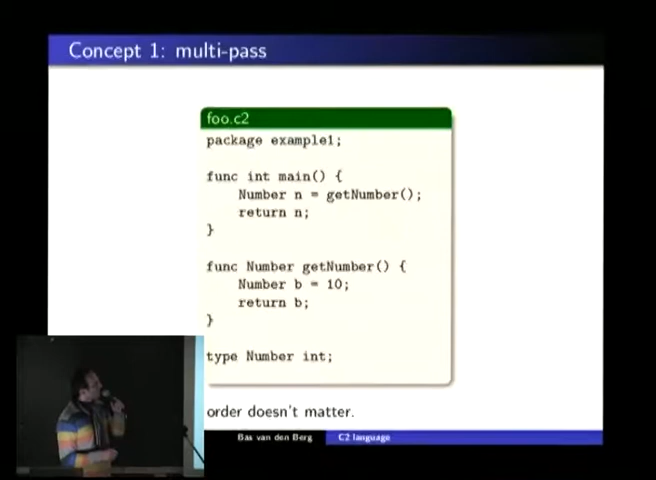 Concept 1: multi-pass
foo.c2
package example1;
func int main() {
Number n = getNumber();
return n;
}
func Number getNumber() {
Number b = 10;
return b;
}
type Number int;
order doesn't matter.
Bas van den Berg C2 language